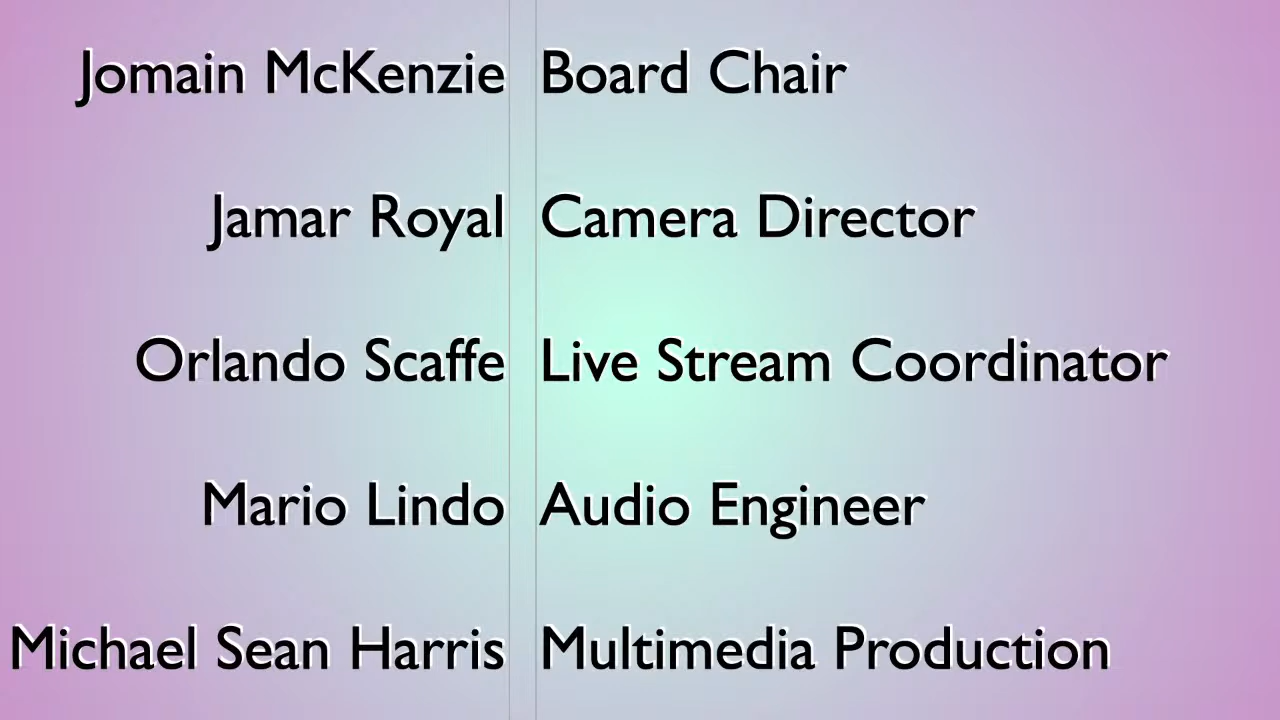 Jomain McKenzie Board Chair
Jamar Royal Camera Director
Orlando Scaffe Live Stream Coordinator
Mario Lindo Audio Engineer
Michael Sean Harris Multimedia Production